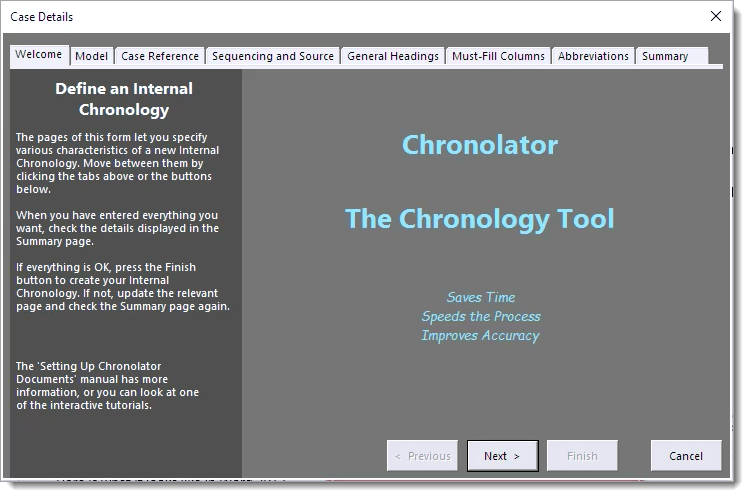 Case Details
Welcome Model Case Reference Sequencing and Source General Headings Must-Fill Columns Abbreviations Summary
Define an Internal
Chronology
The pages of this form let you specify
various characteristics of a new Internal
Chronology. Move between them by
clicking the tabs above or the buttons
below.
When you have entered everything you
want, check the details displayed in the
Summary page.
If everything is OK, press the Finish
button to create your Internal
Chronology. If not, update the relevant
page and check the Summary page again.
The 'Setting Up Chronolator
Documents' manual has more
information, or you can look at one
of the interactive tutorials.
Chronolator
The Chronology Tool
Saves Time
Speeds the Process
Improves Accuracy
< Previous Next > Finish Cancel